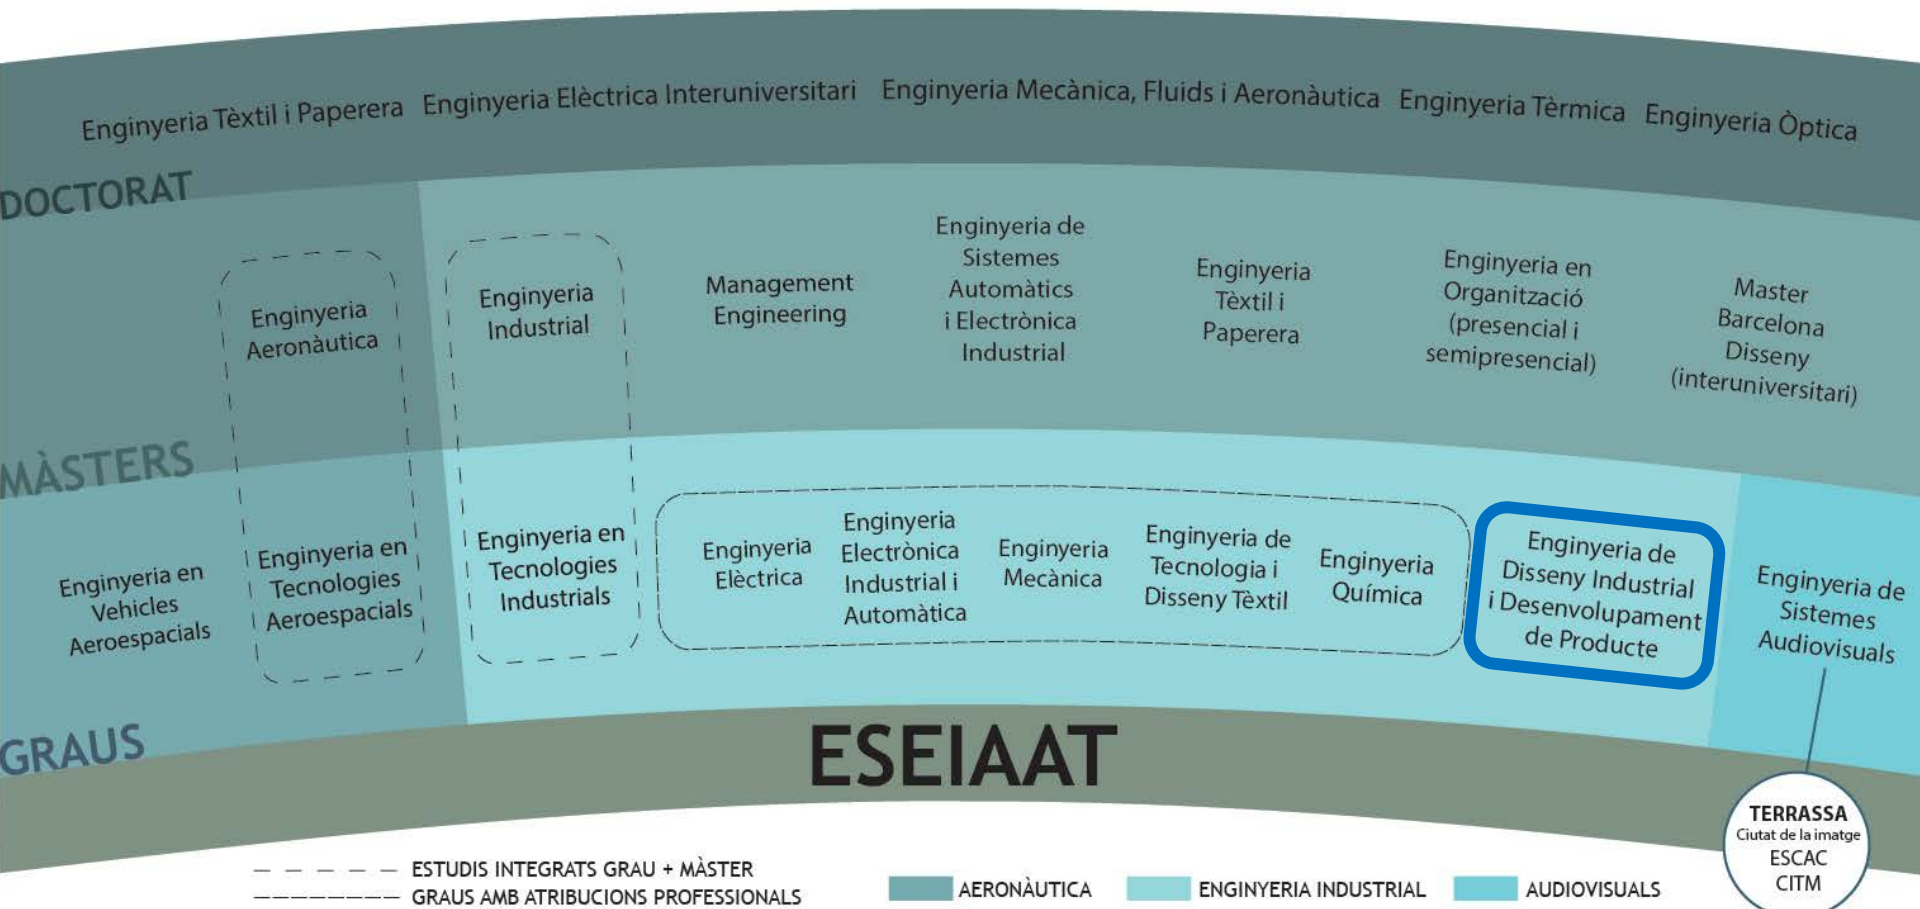 Enginyeria Tèxtil i Paperera Enginyeria Elèctrica Interuniversitari Enginyeria Mecànica, Fluids i Aeronàutica Enginyeria Tèrmica Enginyeria Òptica
DOCTORAT
Enginyeria
Aeronàutica
Enginyeria
Industrial
Management
Engineering
Enginyeria de
Sistemes
Automàtics
i Electrònica
Industrial
Enginyeria
Tèxtil i
Paperera
Enginyeria en
Organització
(presencial i
semipresencial)
Master
Barcelona
Disseny
(interuniversitari)
MÀSTERS
Enginyeria en
Vehicles
Aeroespacials
Enginyeria en
Tecnologies
Aeroespacials
Enginyeria en
Tecnologies
Industrials
Enginyeria
Elèctrica
Enginyeria
Electrònica
Industrial i
Automàtica
Enginyeria
Mecànica
Enginyeria de
Tecnologia i
Disseny Tèxtil
Enginyeria
Química
Enginyeria de
Disseny Industrial
i Desenvolupament
de Producte
Enginyeria de
Sistemes
Audiovisuals
GRAUS
ESEIAAT
TERRASSA
Ciutat de la imatge
ESCAC
CITM
ESTUDIS INTEGRATS GRAU + MÀSTER
GRAUS AMB ATRIBUCIONS PROFESSIONALS
AERONÀUTICA
ENGINYERIA INDUSTRIAL
AUDIOVISUALS